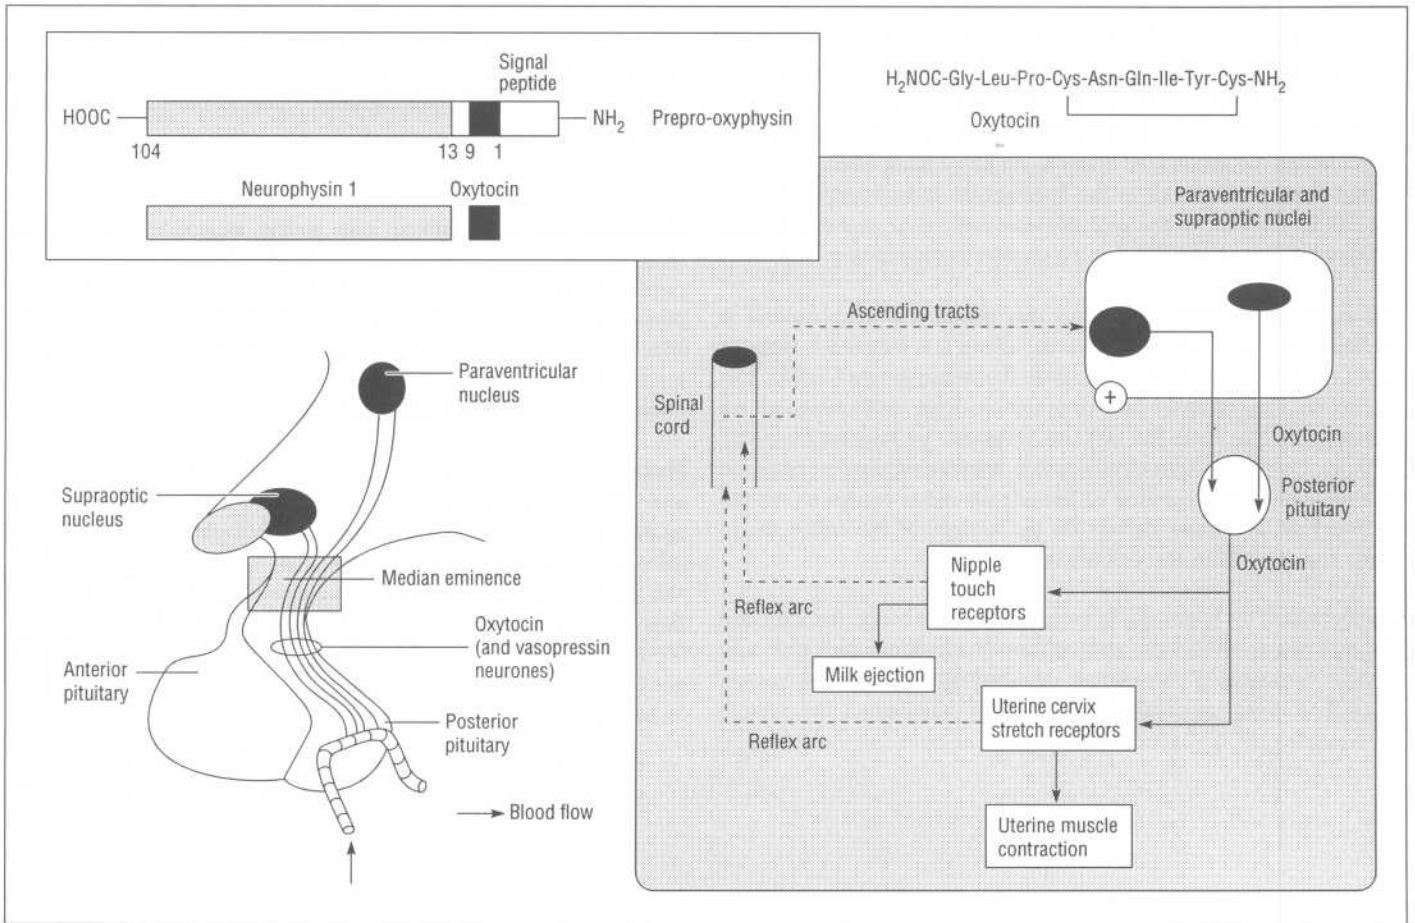 Signal
peptide
HOOC
NH₂
Prepro-oxyphysin
104
13 9 1
Neurophysin 1
Oxytocin
H₂NOC-Gly-Leu-Pro-Cys-Asn-Gln-Ile-Tyr-Cys-NH₂
Oxytocin
Paraventricular
nucleus
Supraoptic
nucleus
Median eminence
Oxytocin
(and vasopressin
neurones)
Anterior
pituitary
Posterior
pituitary
Blood flow
Paraventricular and
supraoptic nuclei
Ascending tracts
Spinal
cord
+
Oxytocin
Posterior
pituitary
Oxytocin
Nipple
touch
receptors
Reflex arc
Milk ejection
Uterine cervix
stretch receptors
Reflex arc
Uterine muscle
contraction